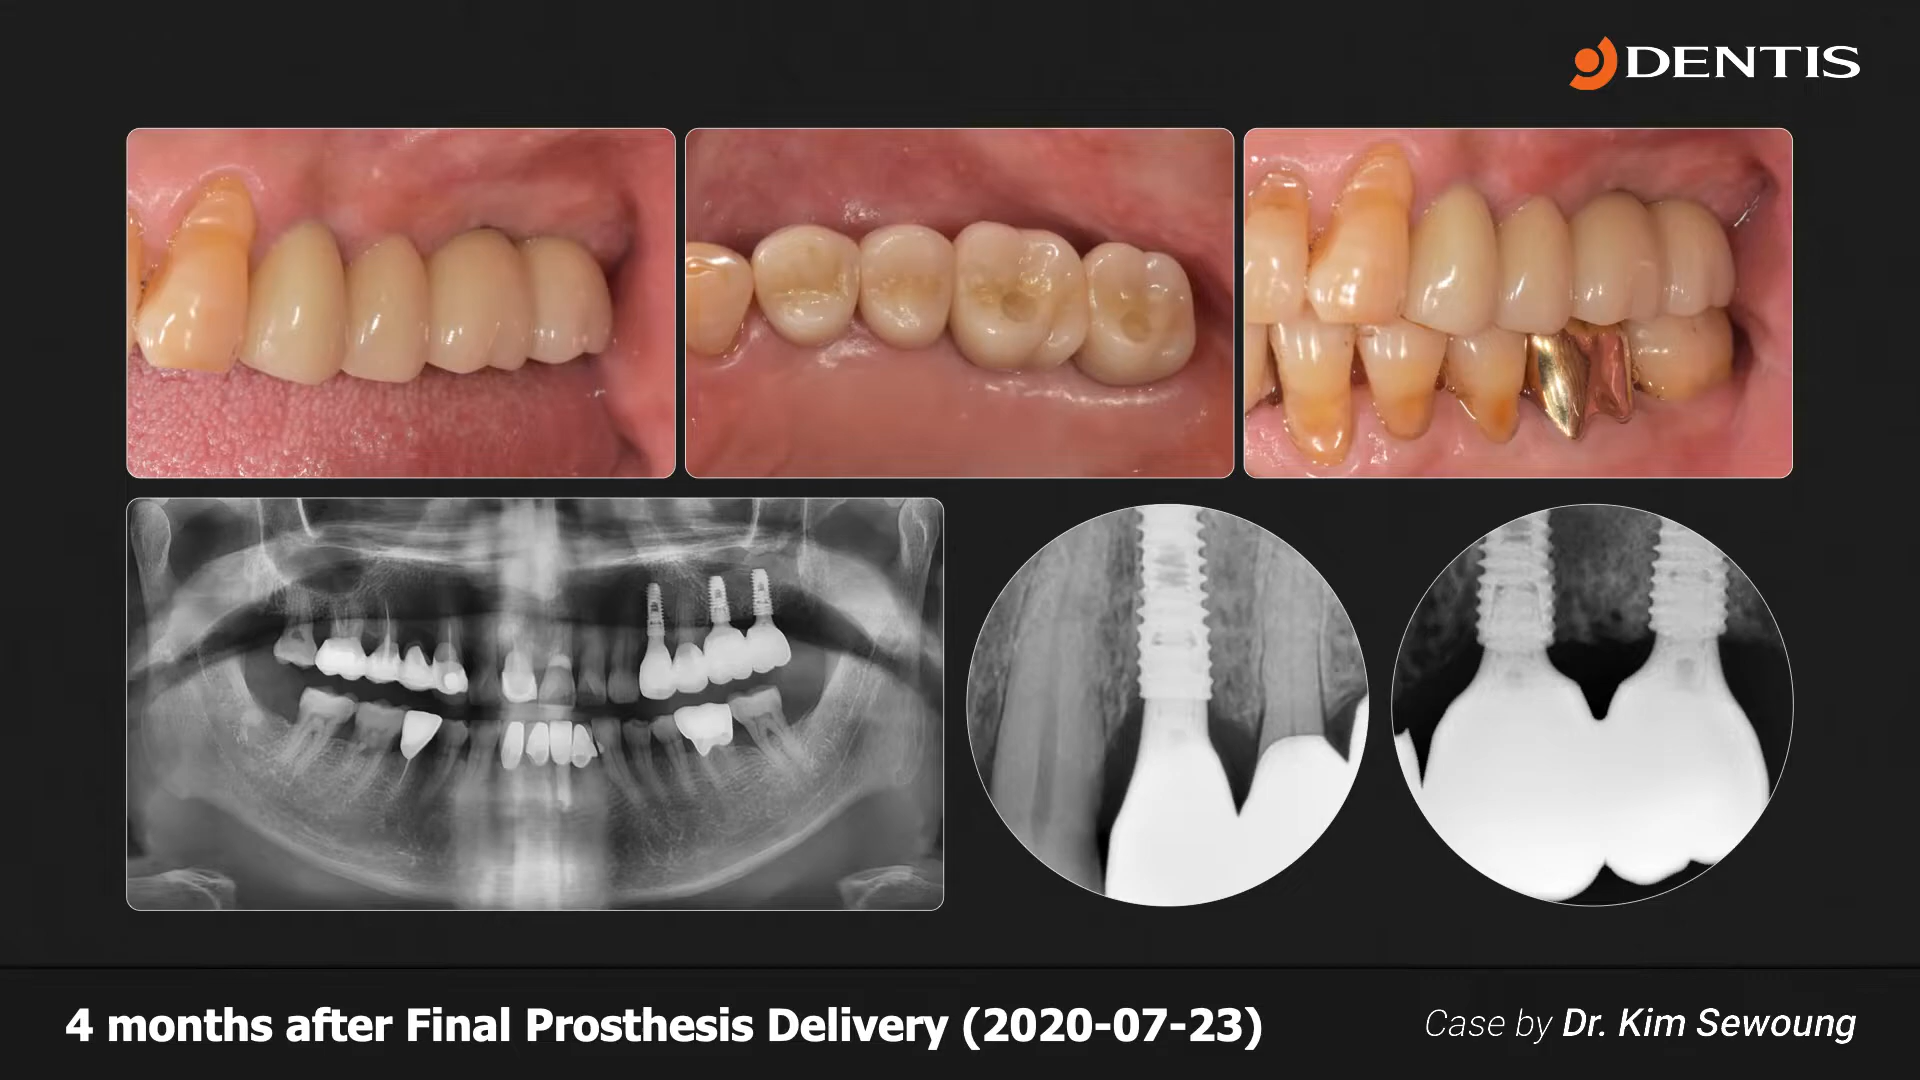 DENTIS
4 months after Final Prosthesis Delivery (2020-07-23)
Case by Dr. Kim Sewoung